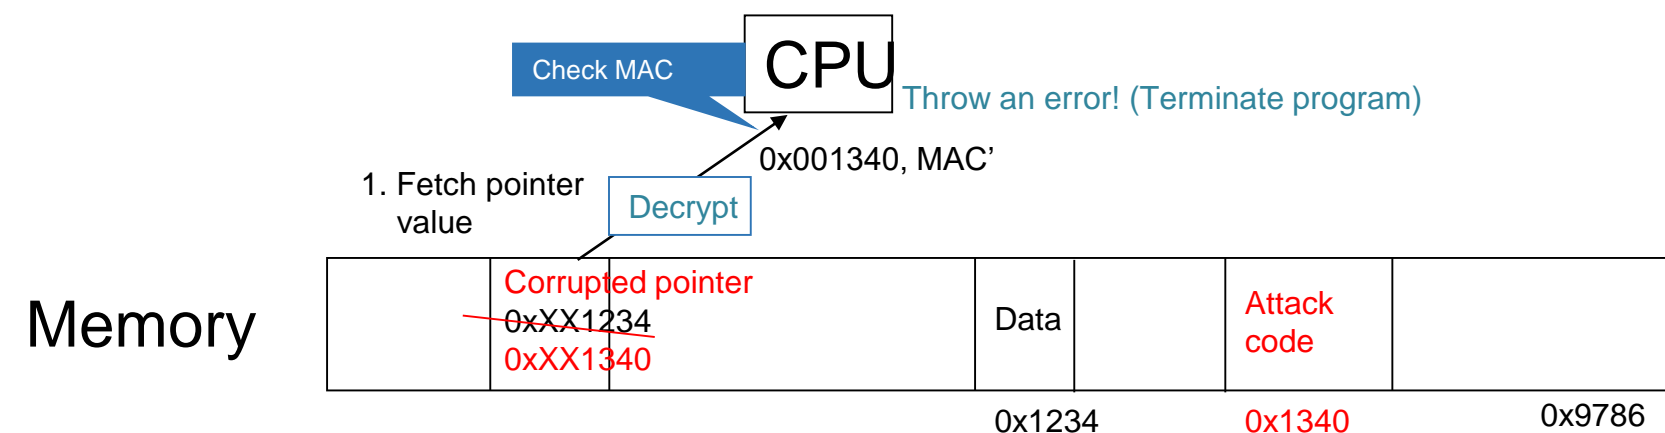 CPU
Check MAC
Throw an error! (Terminate program)
0x001340, MAC’
1. Fetch pointer
value
Decrypt
Memory
Corrupted pointer
0xXX1234
0xXX1340
Data
Attack
code
0x1234
0x1340
0x9786